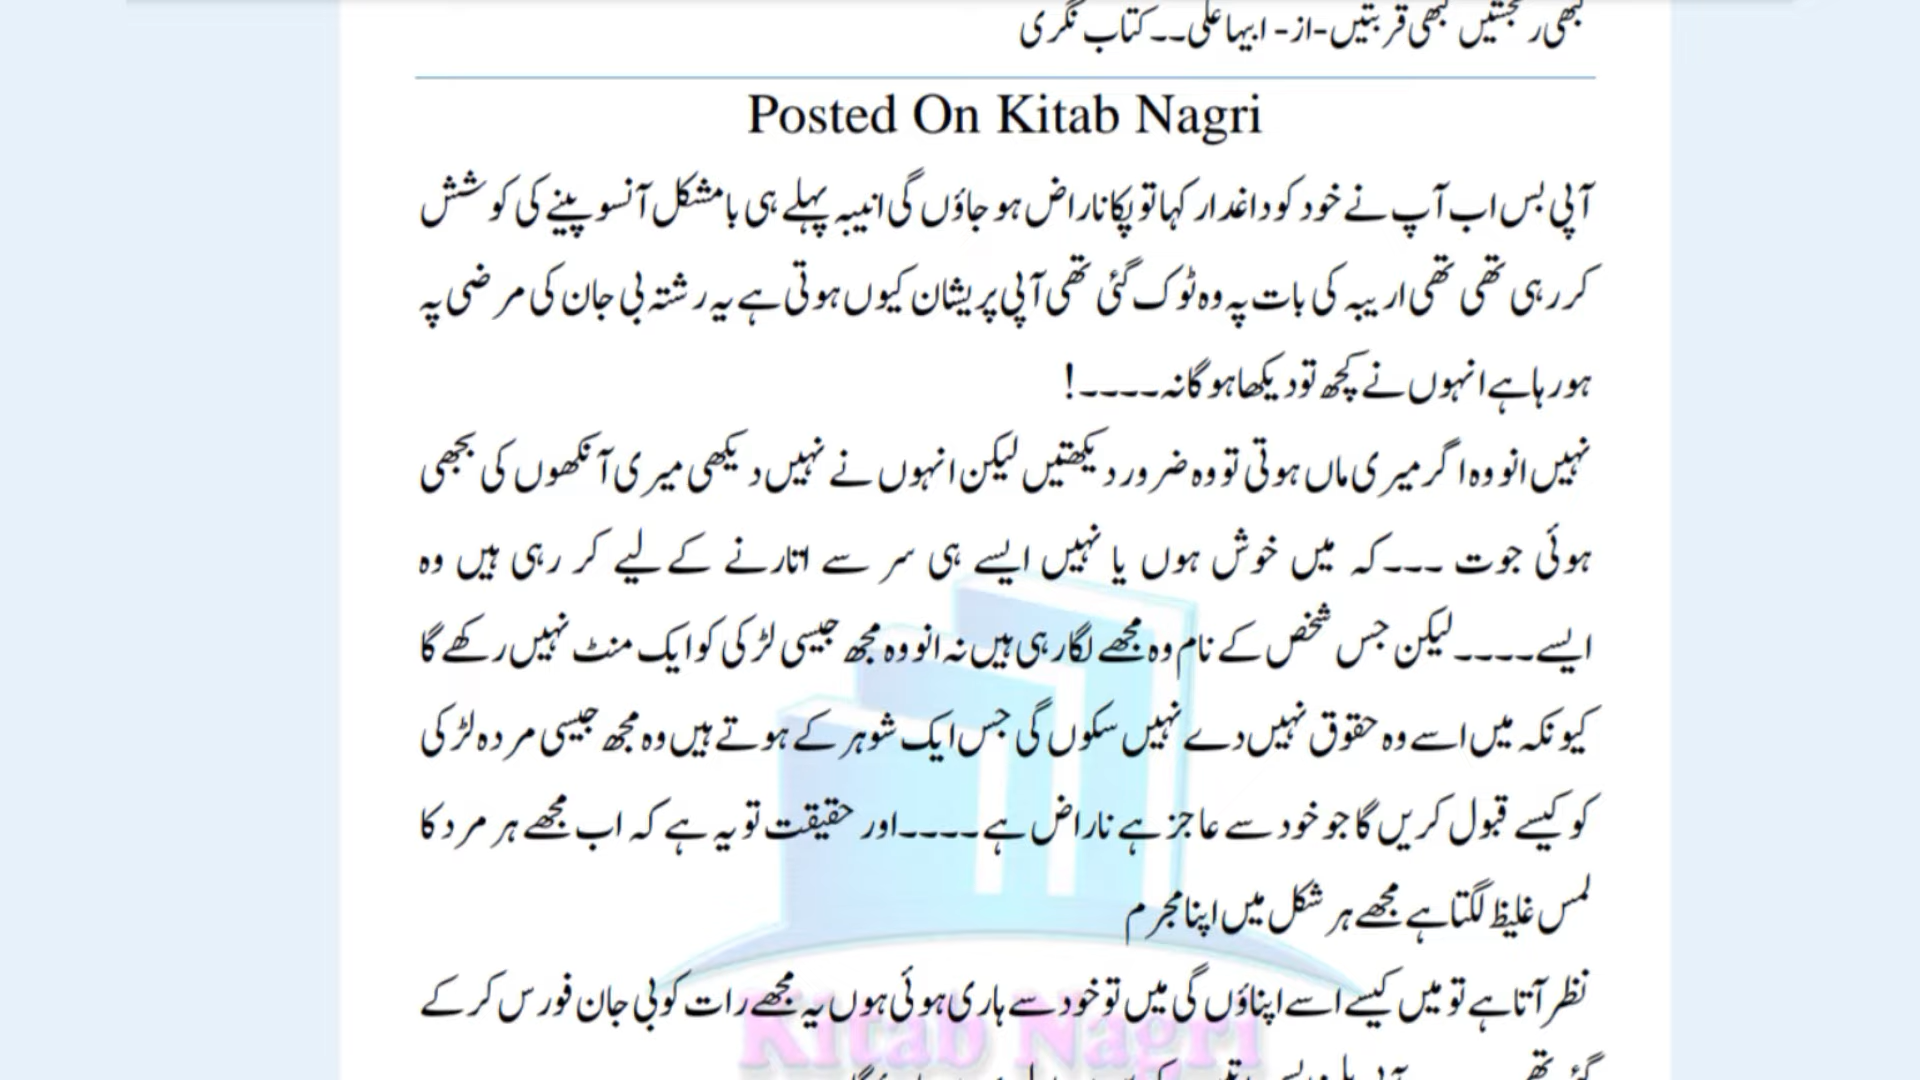 کبھی رنجشیں کبھی قربتیں-از- ابیہا علی۔۔ کتاب نگری
Posted On Kitab Nagri
آپی بس اب آپ نے خود کو داغدار کہا تو پکا ناراض ہو جاؤں گی انیبہ پہلے ہی بامشکل آنسو پینے کی کوشش
کر رہی تھی تھی اریبہ کی بات پہ وہ ٹوک گئی تھی آپی پریشان کیوں ہوتی ہے یہ رشتہ بی جان کی مرضی پہ
ہو رہا ہے انہوں نے کچھ تو دیکھا ہو گا نہ۔۔۔۔!
نہیں انو وہ اگر میری ماں ہوتی تو وہ ضرور دیکھتیں لیکن انہوں نے نہیں دیکھی میری آنکھوں کی بجھی
ہوئی جوت ۔۔۔کہ میں خوش ہوں یا نہیں ایسے ہی سر سے اتارنے کے لیے کر رہی ہیں وہ
ایسے۔۔۔۔لیکن جس شخص کے نام وہ مجھے لگا رہی ہیں نہ انو وہ مجھ جیسی لڑکی کو ایک منٹ نہیں رکھے گا
کیونکہ میں اسے وہ حقوق نہیں دے نہیں سکوں گی جس ایک شوہر کے ہوتے ہیں وہ مجھ جیسی مردہ لڑکی
کو کیسے قبول کریں گا جو خود سے عاجز ہے ناراض ہے۔۔۔۔اور حقیقت تو یہ ہے کہ اب مجھے ہر مرد کا
لمس غلیظ لگتا ہے مجھے ہر شکل میں اپنا مجرم
نظر آتا ہے تو میں کیسے اسے اپناؤں گی میں تو خود سے ہاری ہوئی ہوں یہ مجھے رات کو بی جان فورس کر کے
Kitab Nagri